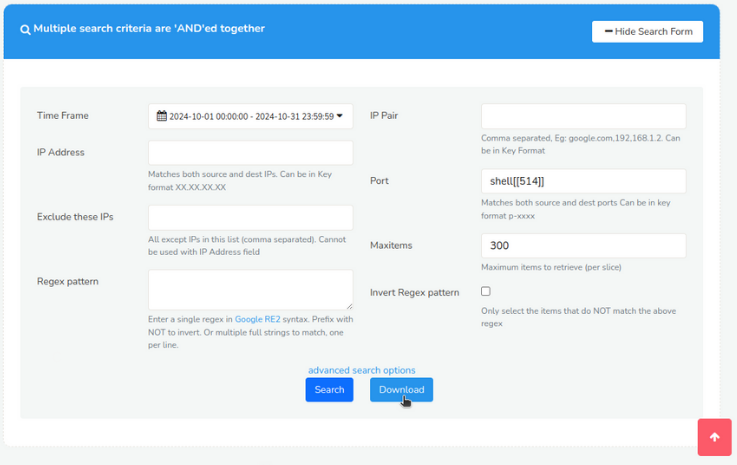 Multiple search criteria are 'AND'ed together
Hide Search Form
Time Frame
2024-10-01 00:00:00 - 2024-10-31 23:59:59
IP Address
Matches both source and dest IPs. Can be in Key
format XX.XX.XX.XX
Exclude these IPs
All except IPs in this list (comma separated). Cannot
be used with IP Address field
Regex pattern
Enter a single regex in Google RE2 syntax. Prefix with
NOT to invert. Or multiple full strings to match, one
per line.
IP Pair
Comma separated, Eg: google.com,192,168.1.2. Can
be in Key Format
Port
shell[[514]]
Matches both source and dest ports Can be in key
format p-xxxx
Maxitems
300
Maximum items to retrieve (per slice)
Invert Regex pattern
Only select the items that do NOT match the above
regex
advanced search options
Search
Download